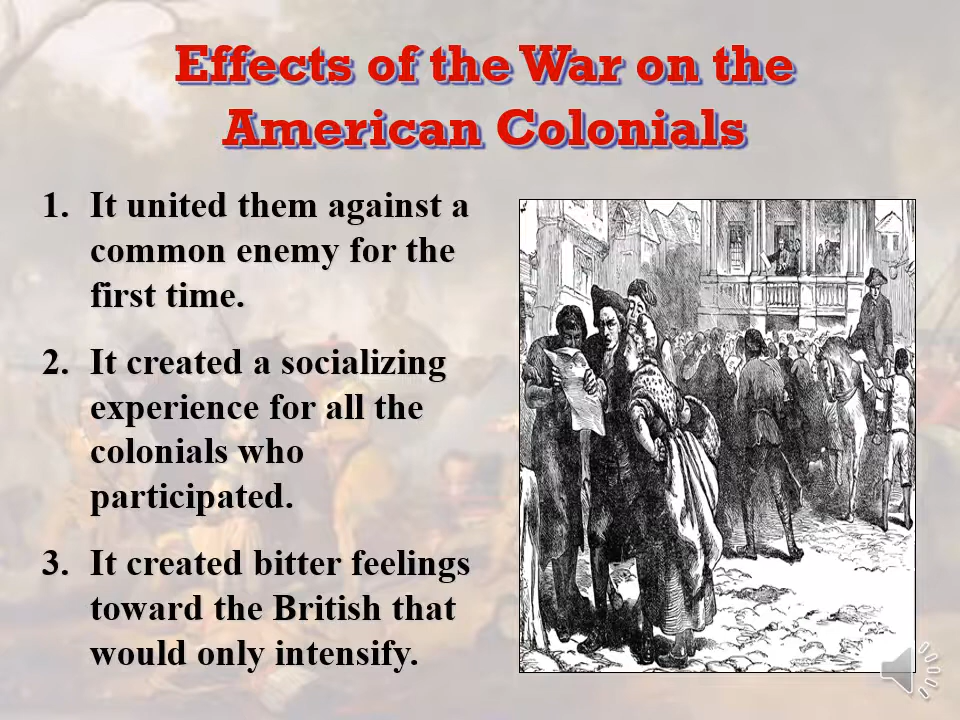 Effects of the War on the
American Colonials
1. It united them against a
common enemy for the
first time.
2. It created a socializing
experience for all the
colonials who
participated.
3. It created bitter feelings
toward the British that
would only intensify.